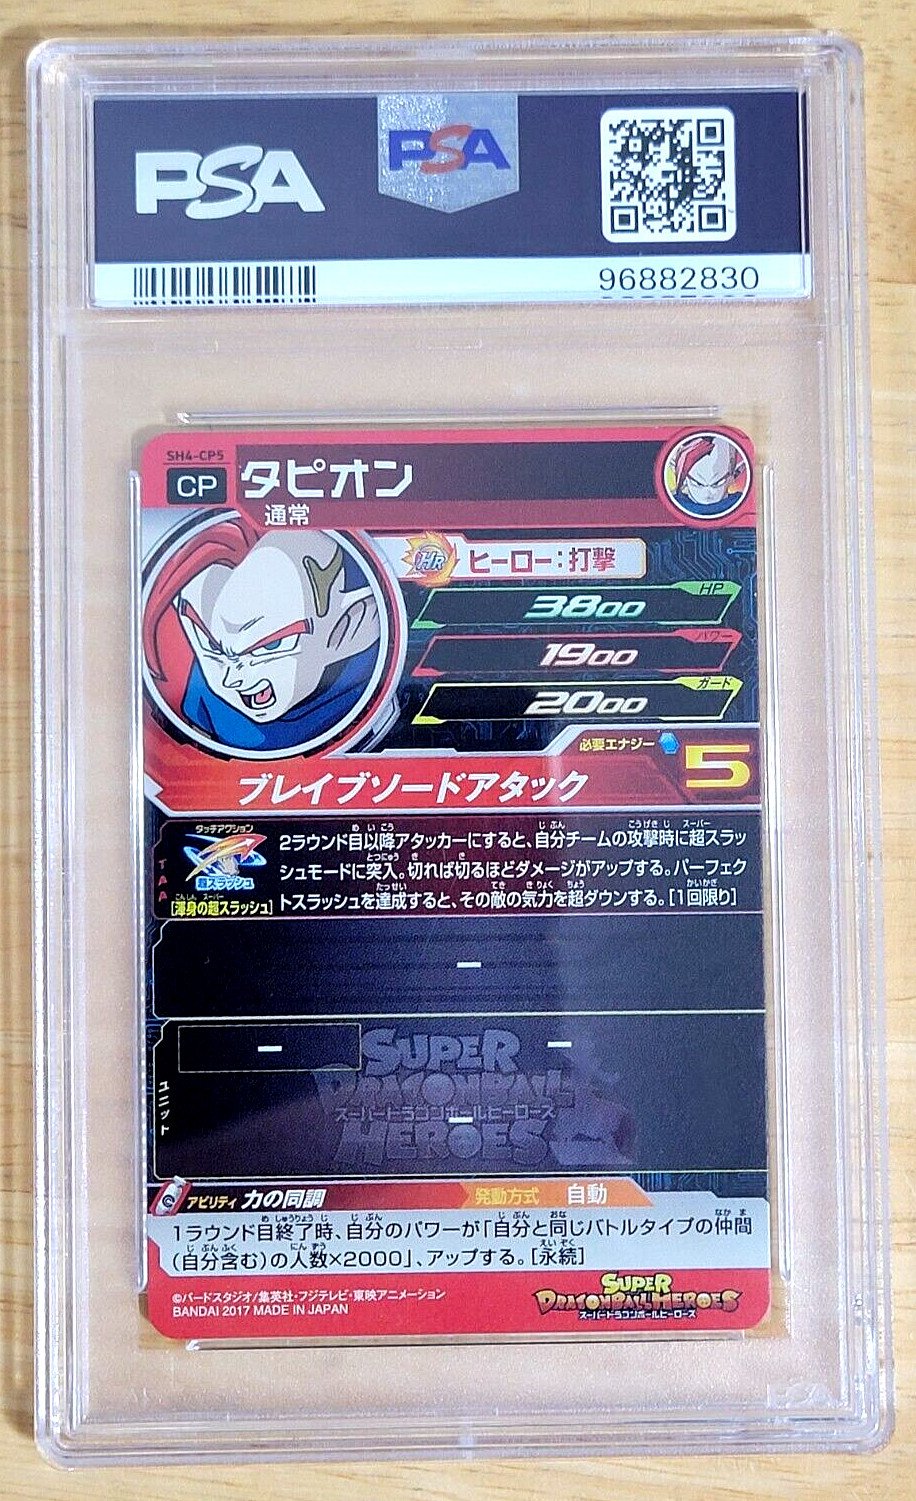 PSA
PSA
96882830
SH4-CP5
CP
タピオン
通常
HR
ヒーロー:打撃
HP
3800
パワー
1900
ガード
2000
必要エナジー
5
ブレイブソードアタック
タッチアクション
超スラッシュ
[渾身の超スラッシュ]
TAP
2ラウンド目以降アタッカーにすると、自分チームの攻撃時に超スラッ
シュモードに突入。切れば切るほどダメージがアップする。パーフェク
トスラッシュを達成すると、その敵の気力を超ダウンする。[1回限り]
ー
ー
ー
ー
ユニット
SUPER
DRAGONBALL
スーパードラゴンボールヒーローズ
HEROES
アビリティ 力の同調
発動方式 自動
1ラウンド目終了時、自分のパワーが「自分と同じバトルタイプの仲間
(自分含む)の人数×2000」、アップする。[永続]
©バードスタジオ/集英社・フジテレビ・東映アニメーション
BANDAI 2017 MADE IN JAPAN
SUPER
DRAGONBALL HEROES
スーパードラゴンボールヒーローズ